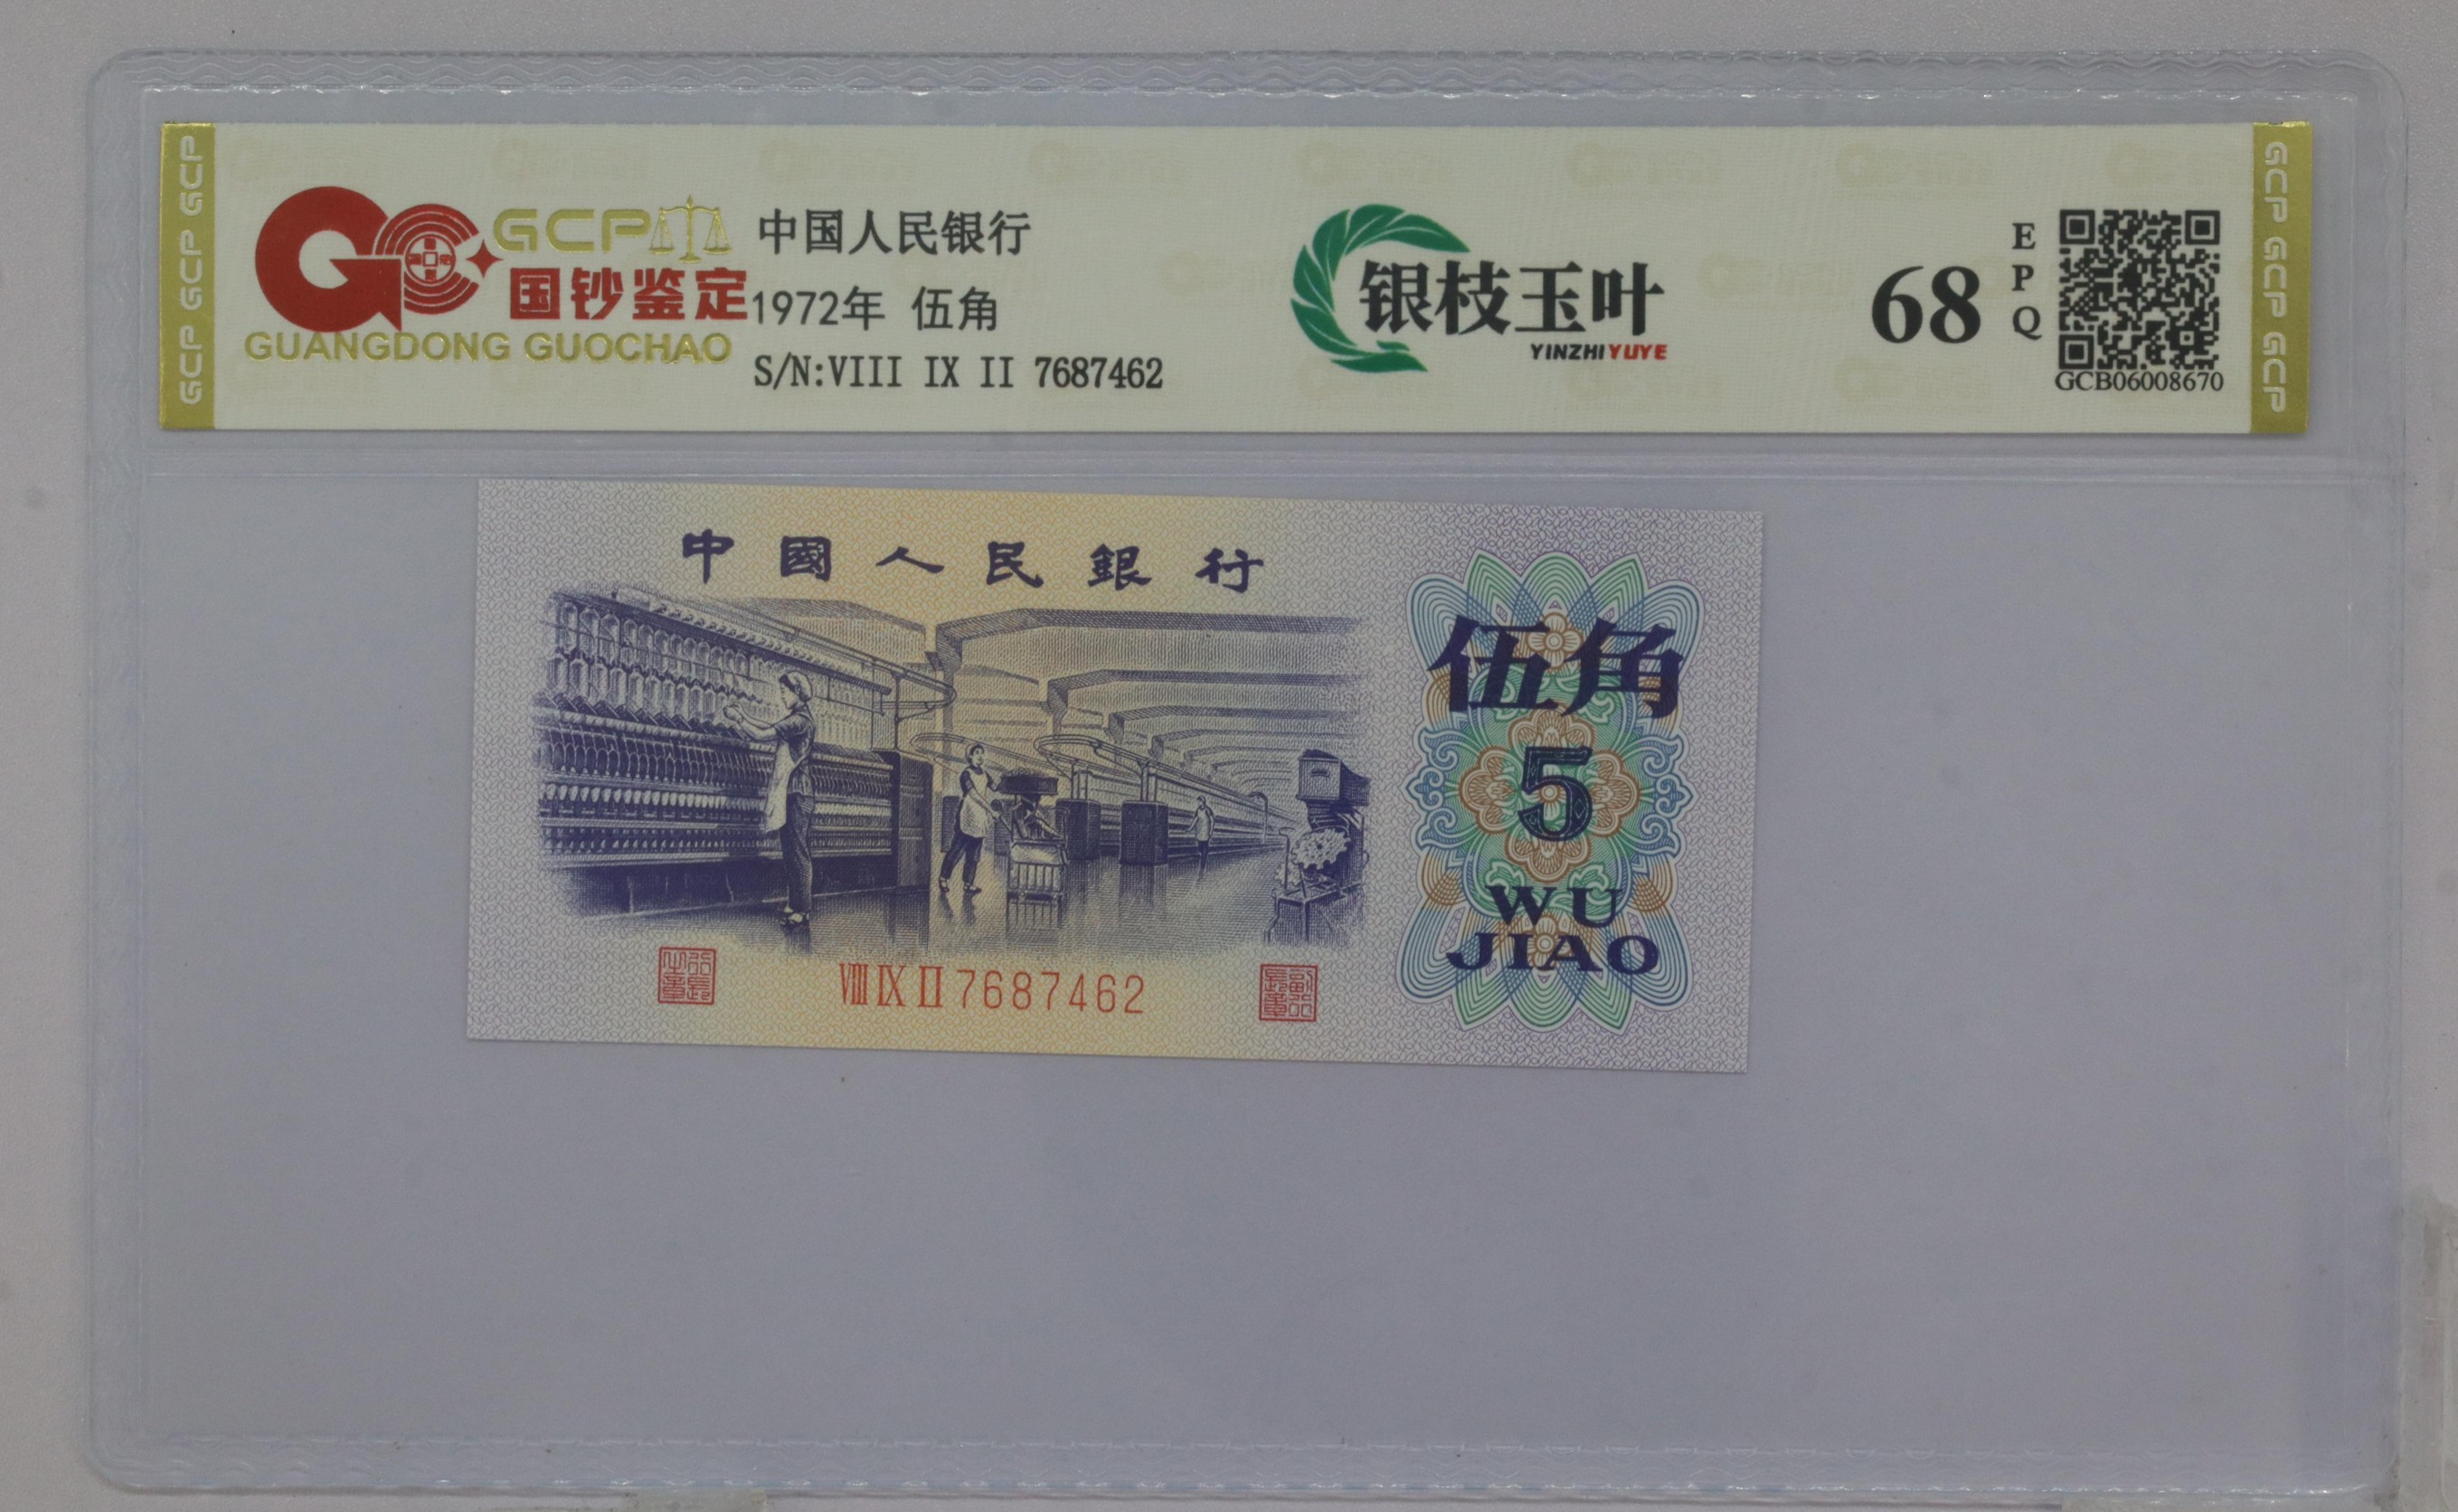 GCP GCP GCP
GCP
国钞鉴定
GUANGDONG GUOCHAO
中国人民银行
1972年 伍角
S/N:VIII IX II 7687462
银枝玉叶
YINZHIYUYE
68
EPQ
GCB06008670
GCP GCP GCP
中國人民銀行
伍角
5
WU
JIAO
VIII IX II 7687462